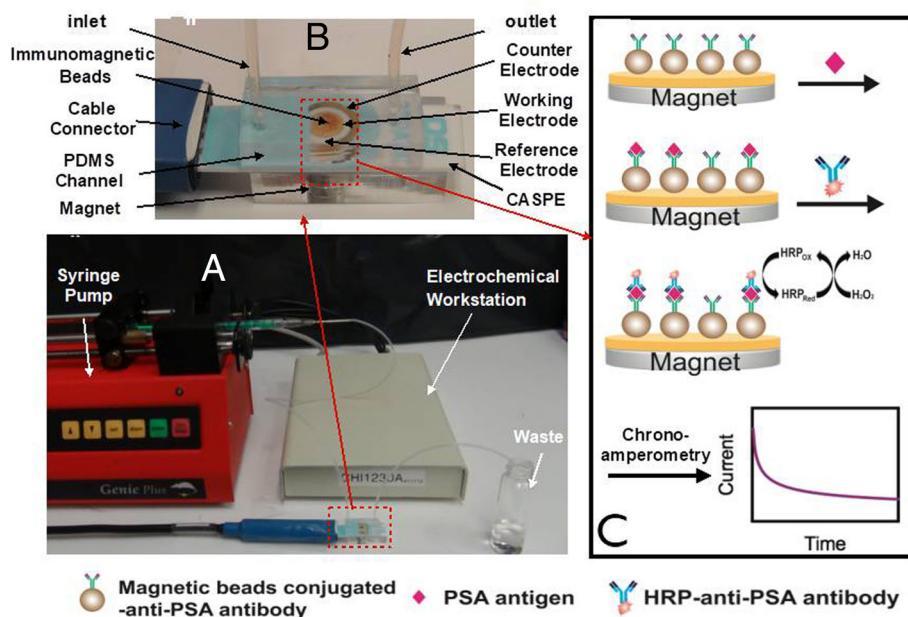 B
inlet
outlet
Immunomagnetic
Beads
Counter
Electrode
Cable
Connector
Working
Electrode
PDMS
Channel
Reference
Electrode
Magnet
CASPE
A
Syringe
Pump
Electrochemical
Workstation
Waste
Genie Plus
CHI1230A
C
Magnet
Magnet
HRPOX
H₂O
HRPRed
H₂O₂
Magnet
Chrono-
amperometry
Current
Time
Magnetic beads conjugated
-anti-PSA antibody
PSA antigen
HRP-anti-PSA antibody